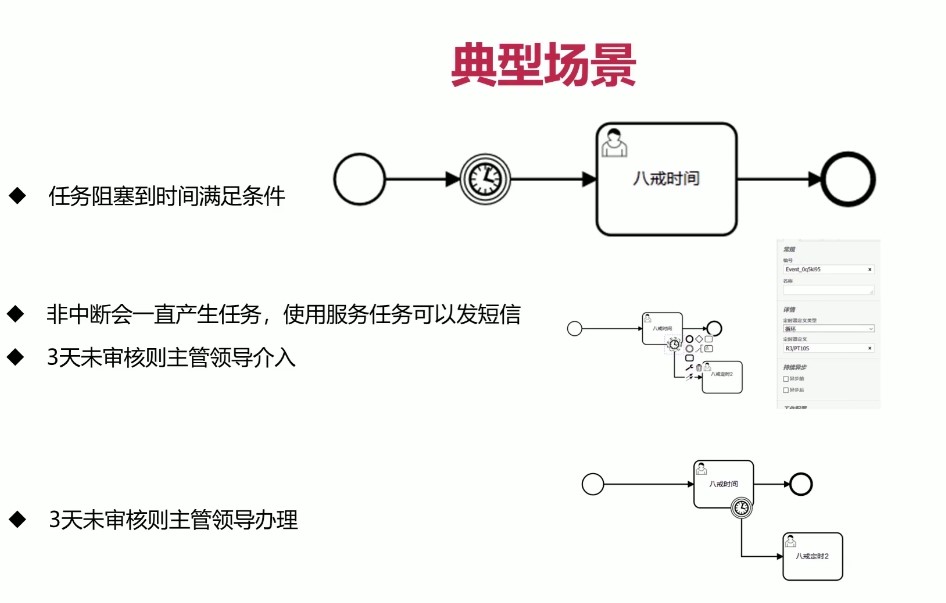 典型场景
八戒时间
任务阻塞到时间满足条件
常规
编号
Event_0q5ki95
名称
非中断会一直产生任务，使用服务任务可以发短信
八戒时间
详情
定时器定义类型
循环
定时器定义
3天未审核则主管领导介入
R3/PT10S
八戒定时2
持续异步
异步前
异步后
八戒时间
3天未审核则主管领导办理
八戒定时2